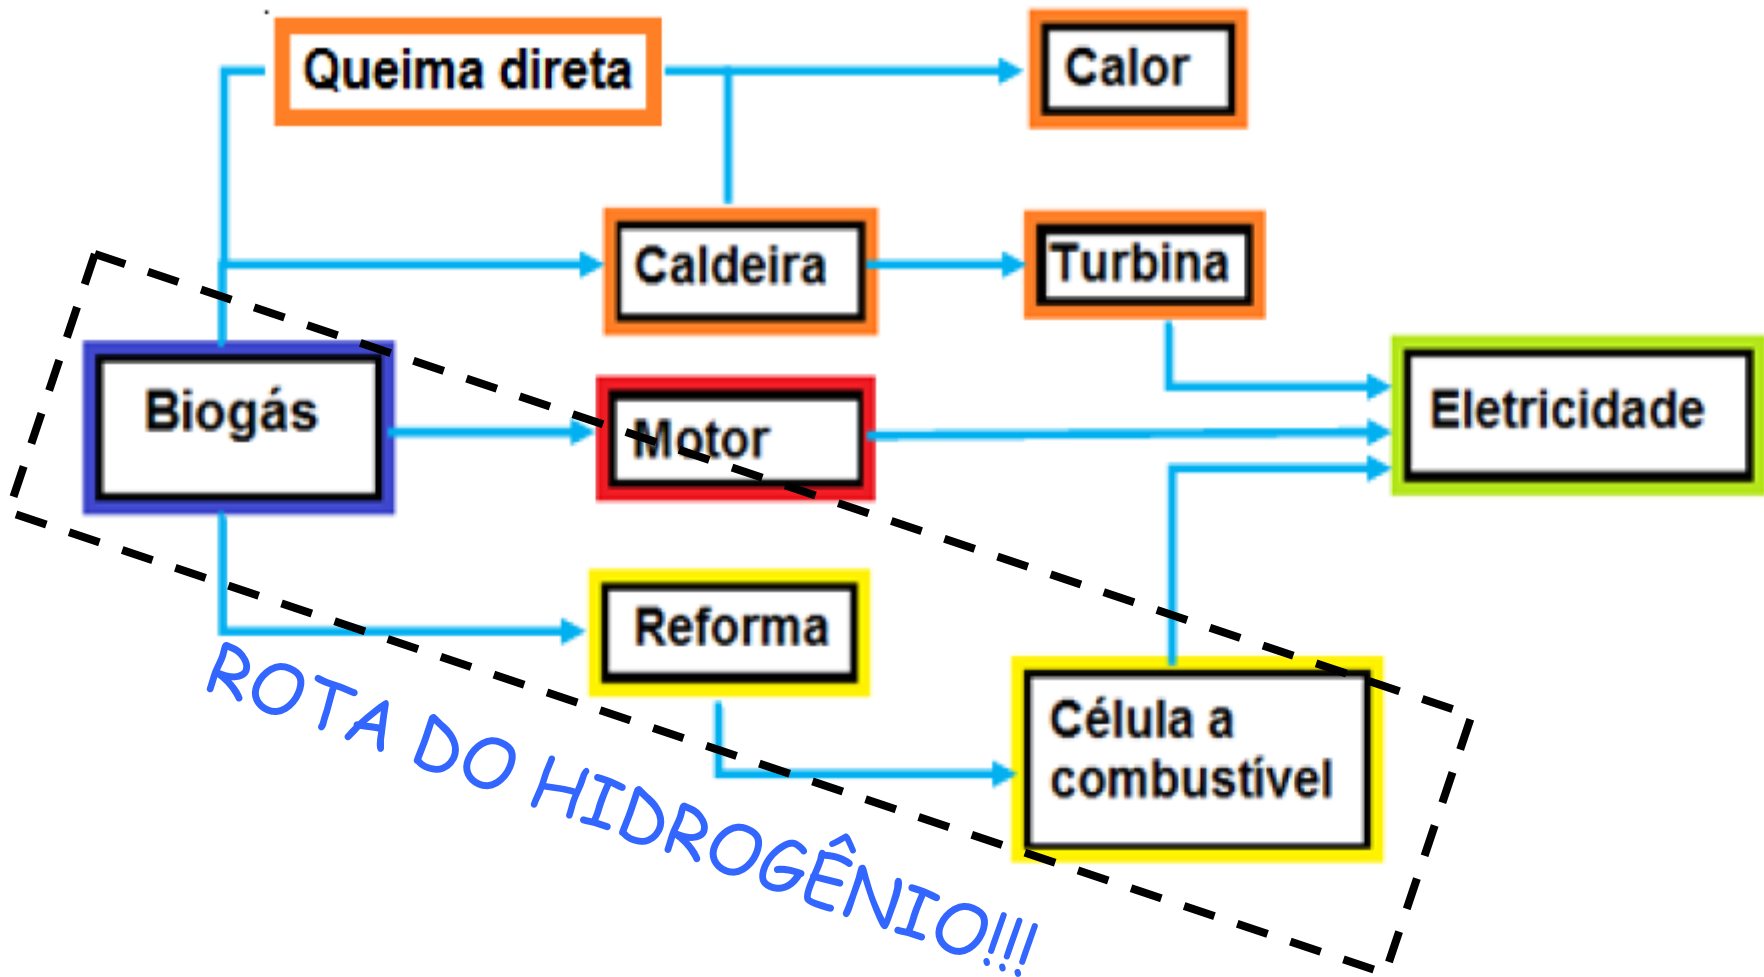 Queima direta
Calor
Caldeira
Turbina
Biogás
Motor
Eletricidade
Reforma
Célula a
combustível
ROTA DO HIDROGÊNIO!!!